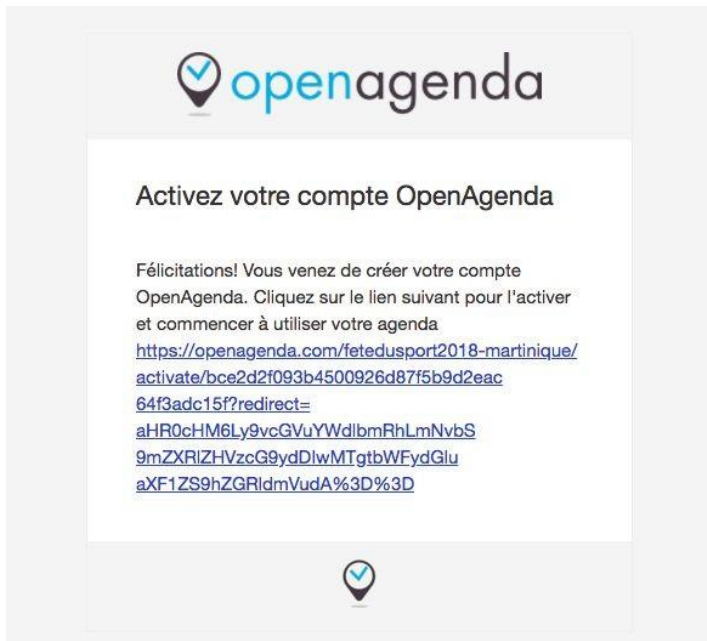 openagenda
Activez votre compte OpenAgenda
Félicitations! Vous venez de créer votre compte
OpenAgenda. Cliquez sur le lien suivant pour l'activer
et commencer à utiliser votre agenda
https://openagenda.com/fetedusport2018-martinique/
activate/bce2d2f093b4500926d87f5b9d2eac
64f3adc15f?redirect=
aHR0cHM6Ly9vcGVuYWdlbmRhLmNvbS
9mZXRlZHVzcG9ydDIwMTgtbWFydGlu
aXF1ZS9hZGRldmVudA%3D%3D